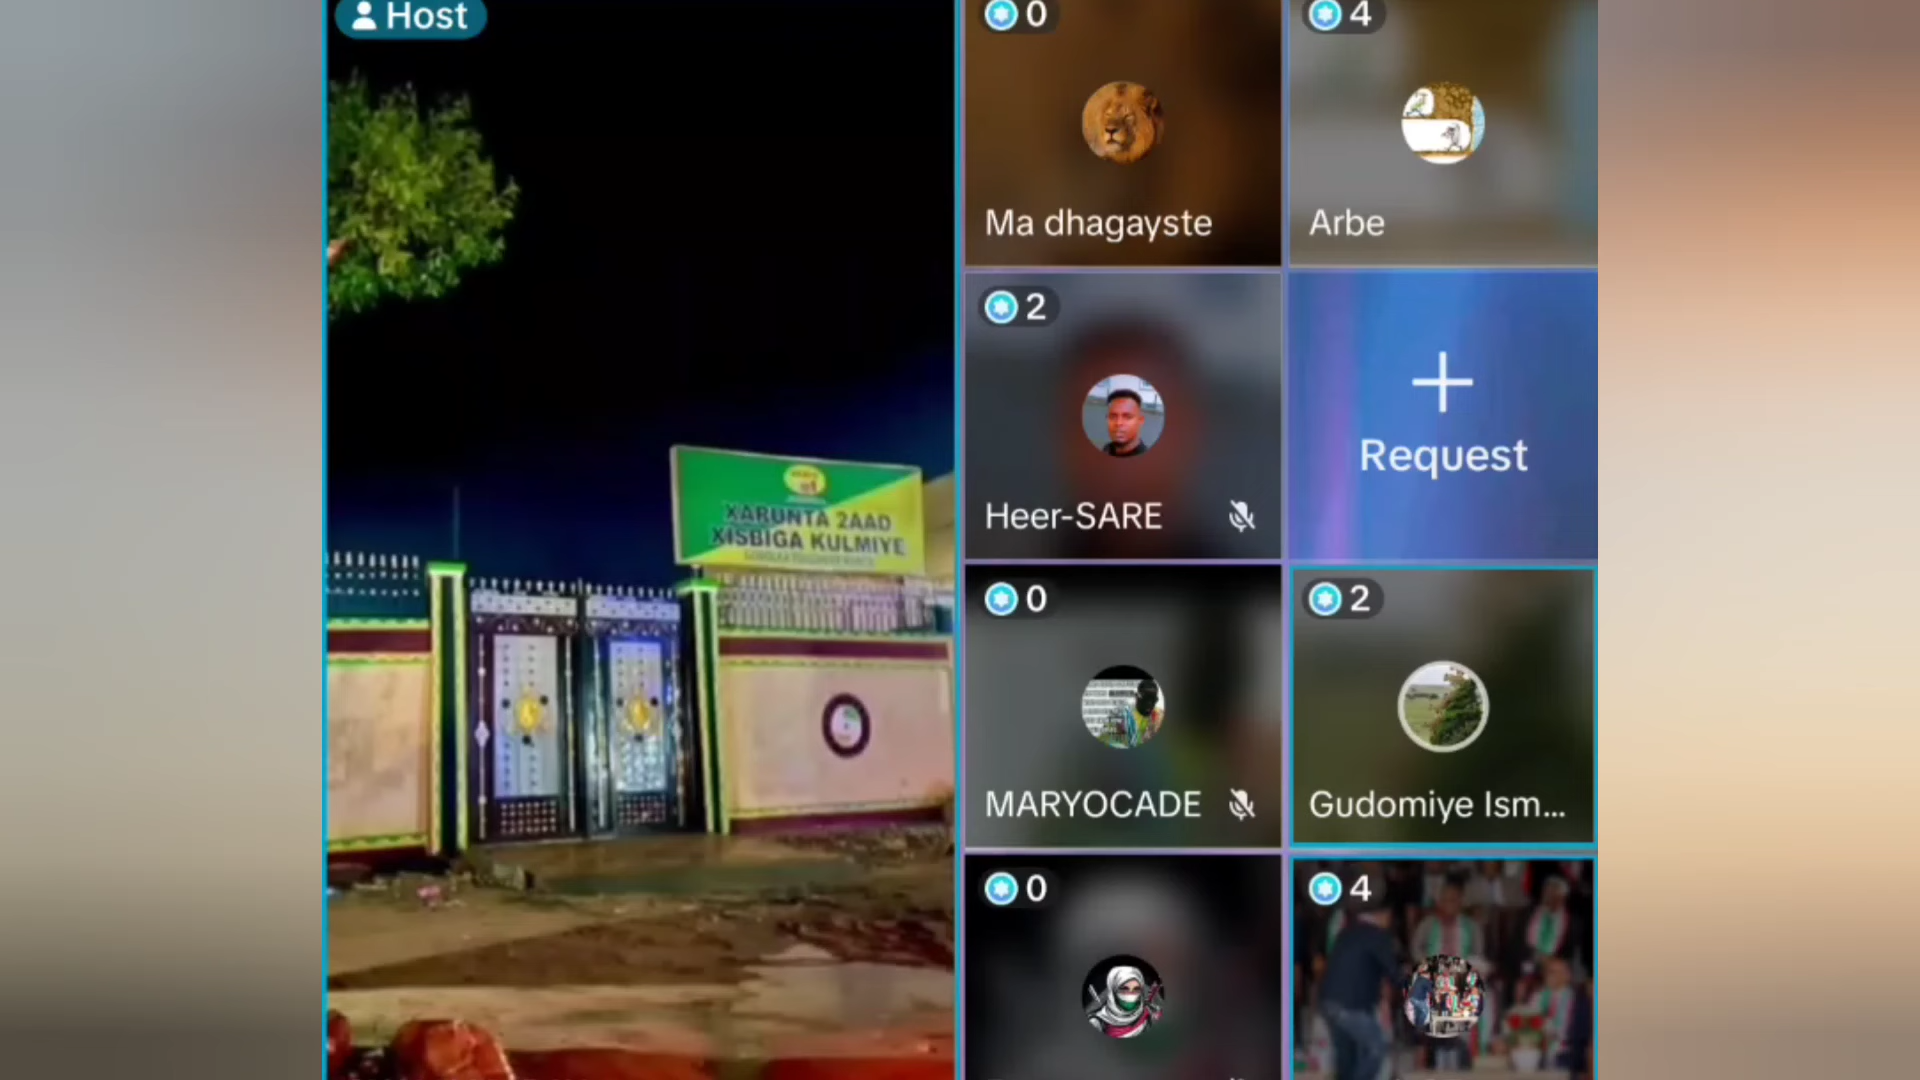 Host
0
4
Ma dhagayste
Arbe
XARUNTA 2AAD
XISBIGA KULMIYE
2
Heer-SARE
+
Request
0
MARYOCADE
2
Gudomiye Ism...
0
4